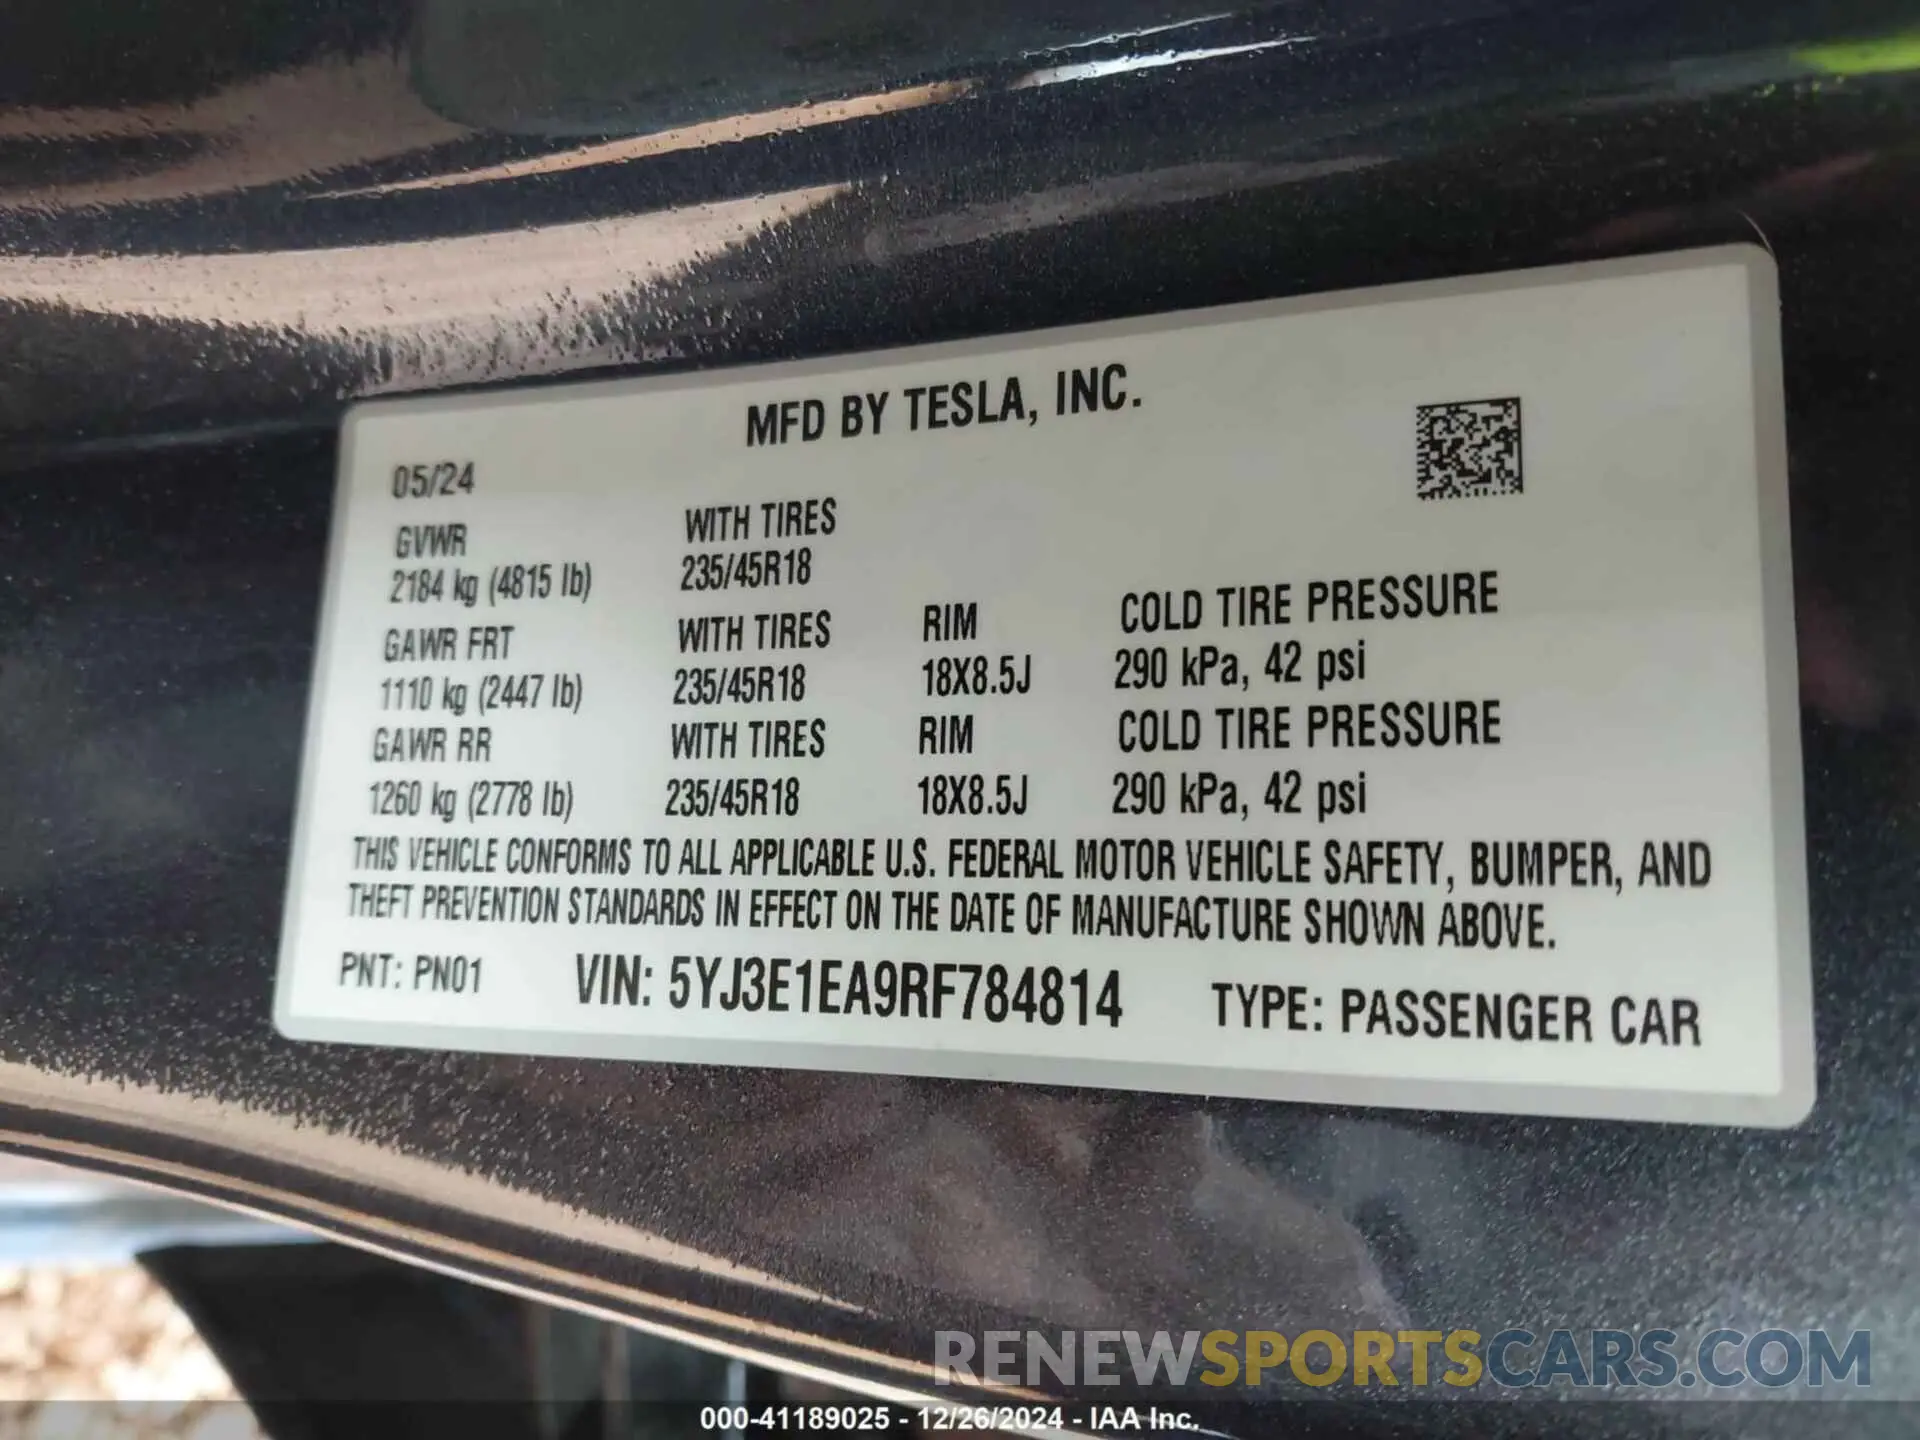 MFD BY TESLA, INC.
05/24
GVWR WITH TIRES
2184 kg (4815 lb) 235/45R18
GAWR FRT WITH TIRES RIM COLD TIRE PRESSURE
1110 kg (2447 lb) 235/45R18 18X8.5J 290 kPa, 42 psi
GAWR RR WITH TIRES RIM COLD TIRE PRESSURE
1260 kg (2778 lb) 235/45R18 18X8.5J 290 kPa, 42 psi
THIS VEHICLE CONFORMS TO ALL APPLICABLE U.S. FEDERAL MOTOR VEHICLE SAFETY, BUMPER, AND
THEFT PREVENTION STANDARDS IN EFFECT ON THE DATE OF MANUFACTURE SHOWN ABOVE.
PNT: PN01 VIN: 5YJ3E1EA9RF784814 TYPE: PASSENGER CAR
RENEWSPORTSCARS.COM
000-41189025 - 12/26/2024 - IAA Inc.